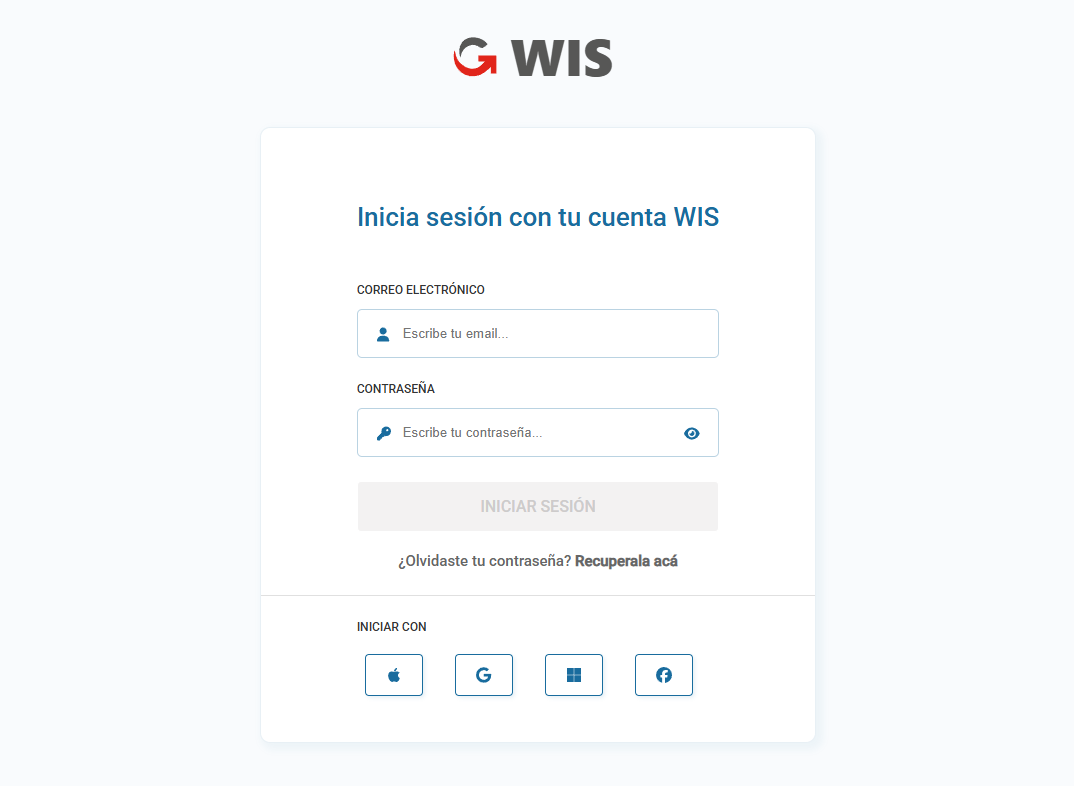 WIS
Inicia sesión con tu cuenta WIS
CORREO ELECTRÓNICO
Escribe tu email...
CONTRASEÑA
Escribe tu contraseña...
INICIAR SESIÓN
¿Olvidaste tu contraseña? Recuperala acá
INICIAR CON